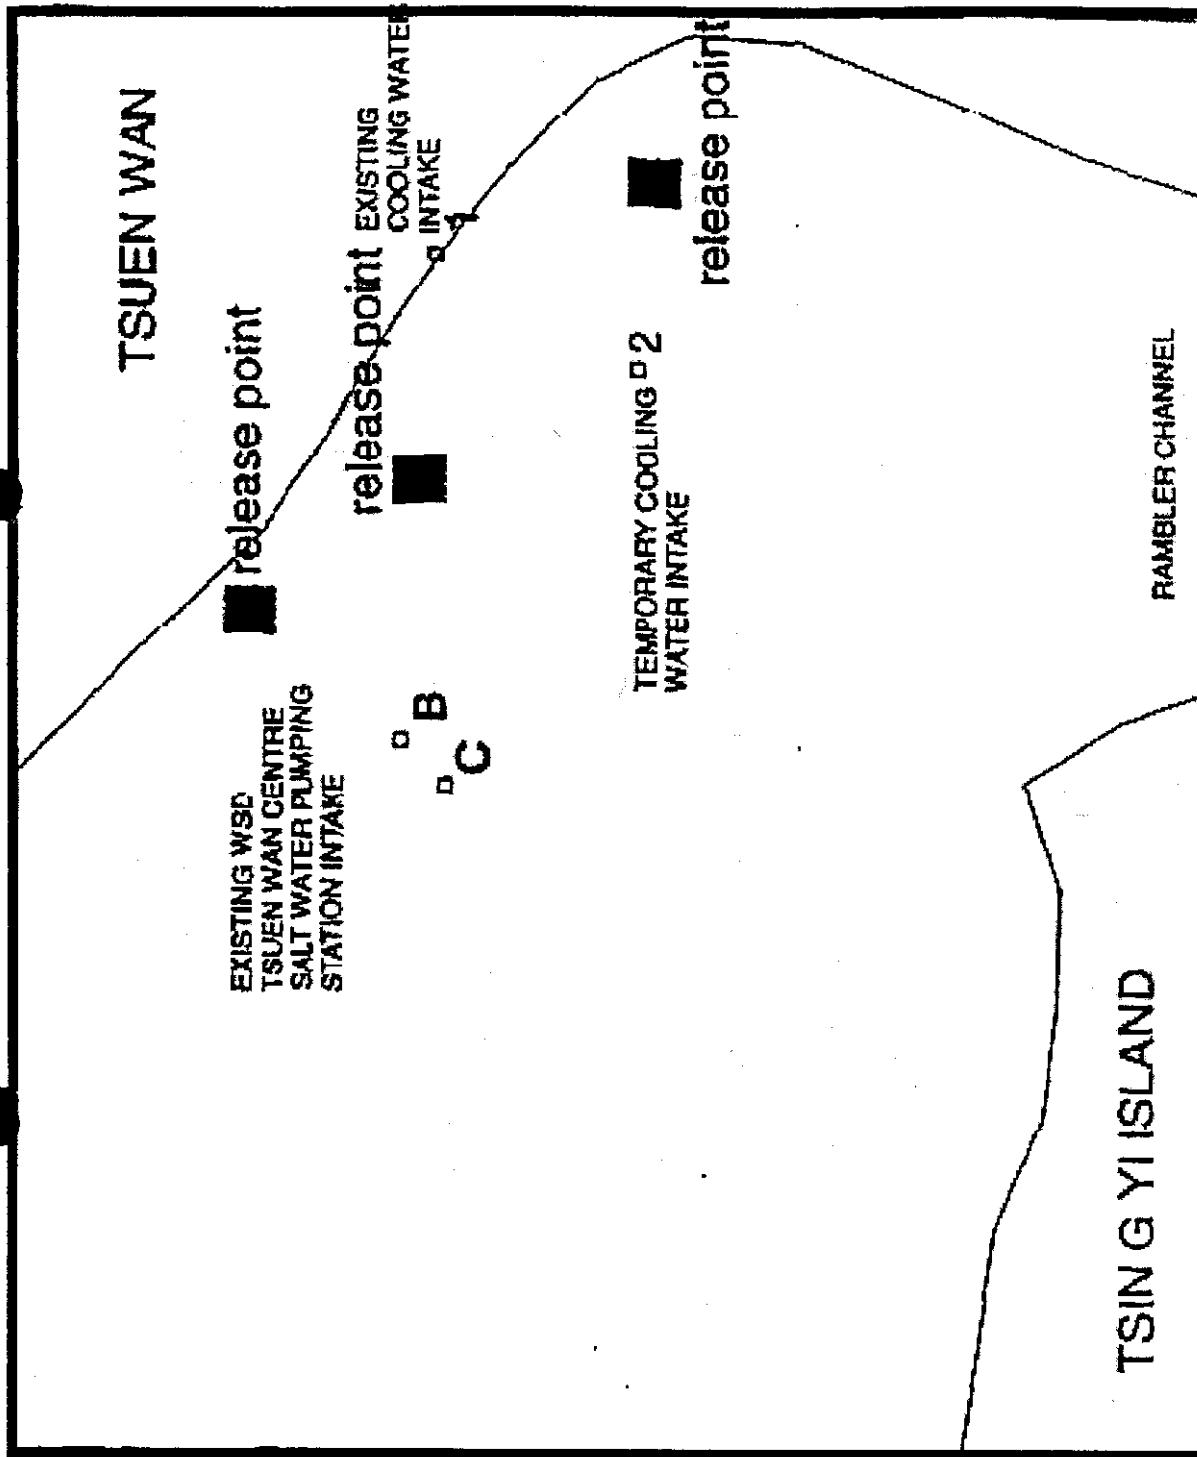 TSUEN WAN
release point
release point
EXISTING
COOLING WATER
INTAKE
release point
EXISTING WSD
TSUEN WAN CENTRE
SALT WATER PUMPING
STATION INTAKE
B
C
TEMPORARY COOLING 2
WATER INTAKE
RAMBLER CHANNEL
TSIN G YI ISLAND